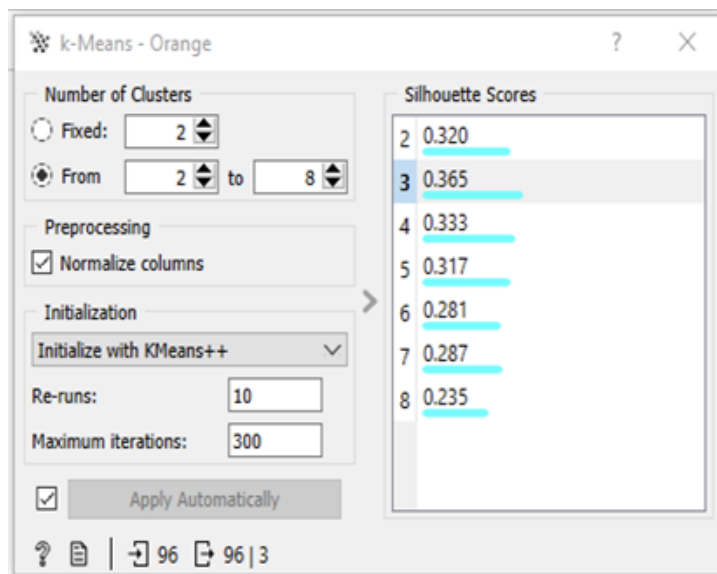 k-Means - Orange
Number of Clusters
Fixed: 2
From 2 to 8
Preprocessing
Normalize columns
Initialization
Initialize with KMeans++
Re-runs: 10
Maximum iterations: 300
Apply Automatically
96 96 | 3
Silhouette Scores
2 0.320
3 0.365
4 0.333
5 0.317
6 0.281
7 0.287
8 0.235